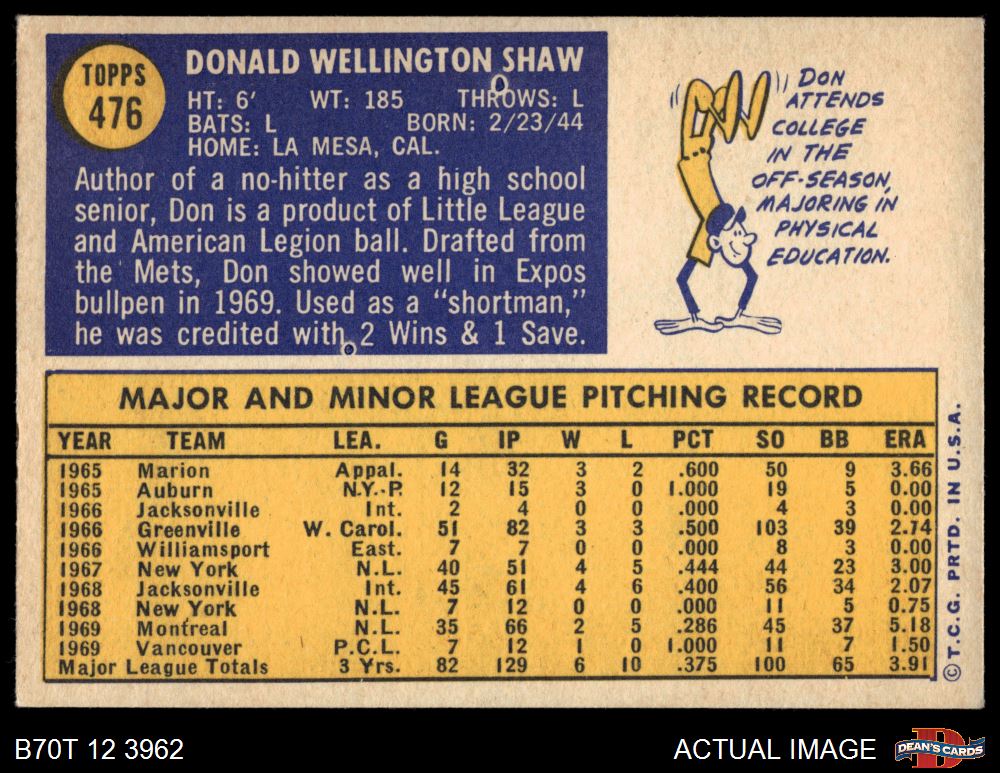 TOPPS
476
DONALD WELLINGTON SHAW
HT: 6' WT: 185 THROWS: L
BATS: L BORN: 2/23/44
HOME: LA MESA, CAL.
Author of a no-hitter as a high school
senior, Don is a product of Little League
and American Legion ball. Drafted from
the Mets, Don showed well in Expos
bullpen in 1969. Used as a "shortman,"
he was credited with 2 Wins & 1 Save.
DON
ATTENDS
COLLEGE
IN THE
OFF-SEASON,
MAJORING IN
PHYSICAL
EDUCATION.
MAJOR AND MINOR LEAGUE PITCHING RECORD
YEAR TEAM LEA. G IP W L PCT SO BB ERA
1965 Marion Appal. 14 32 3 2 .600 50 9 3.66
1965 Auburn N.Y.-P. 12 15 3 0 1.000 19 5 0.00
1966 Jacksonville Int. 2 4 0 0 .000 4 3 0.00
1966 Greenville W. Carol. 51 82 3 3 .500 103 39 2.74
1966 Williamsport East. 7 7 0 0 .000 8 3 0.00
1967 New York N.L. 40 51 4 5 .444 44 23 3.00
1968 Jacksonville Int. 45 61 4 6 .400 56 34 2.07
1968 New York N.L. 7 12 0 0 .000 11 5 0.75
1969 Montreal N.L. 35 66 2 5 .286 45 37 5.18
1969 Vancouver P.C.L. 7 12 1 0 1.000 11 7 1.50
Major League Totals 3 Yrs. 82 129 6 10 .375 100 65 3.91
© T.C.G. PRTD. IN U.S.A.
B70T 12 3962
ACTUAL IMAGE
D
DEAN'S CARDS